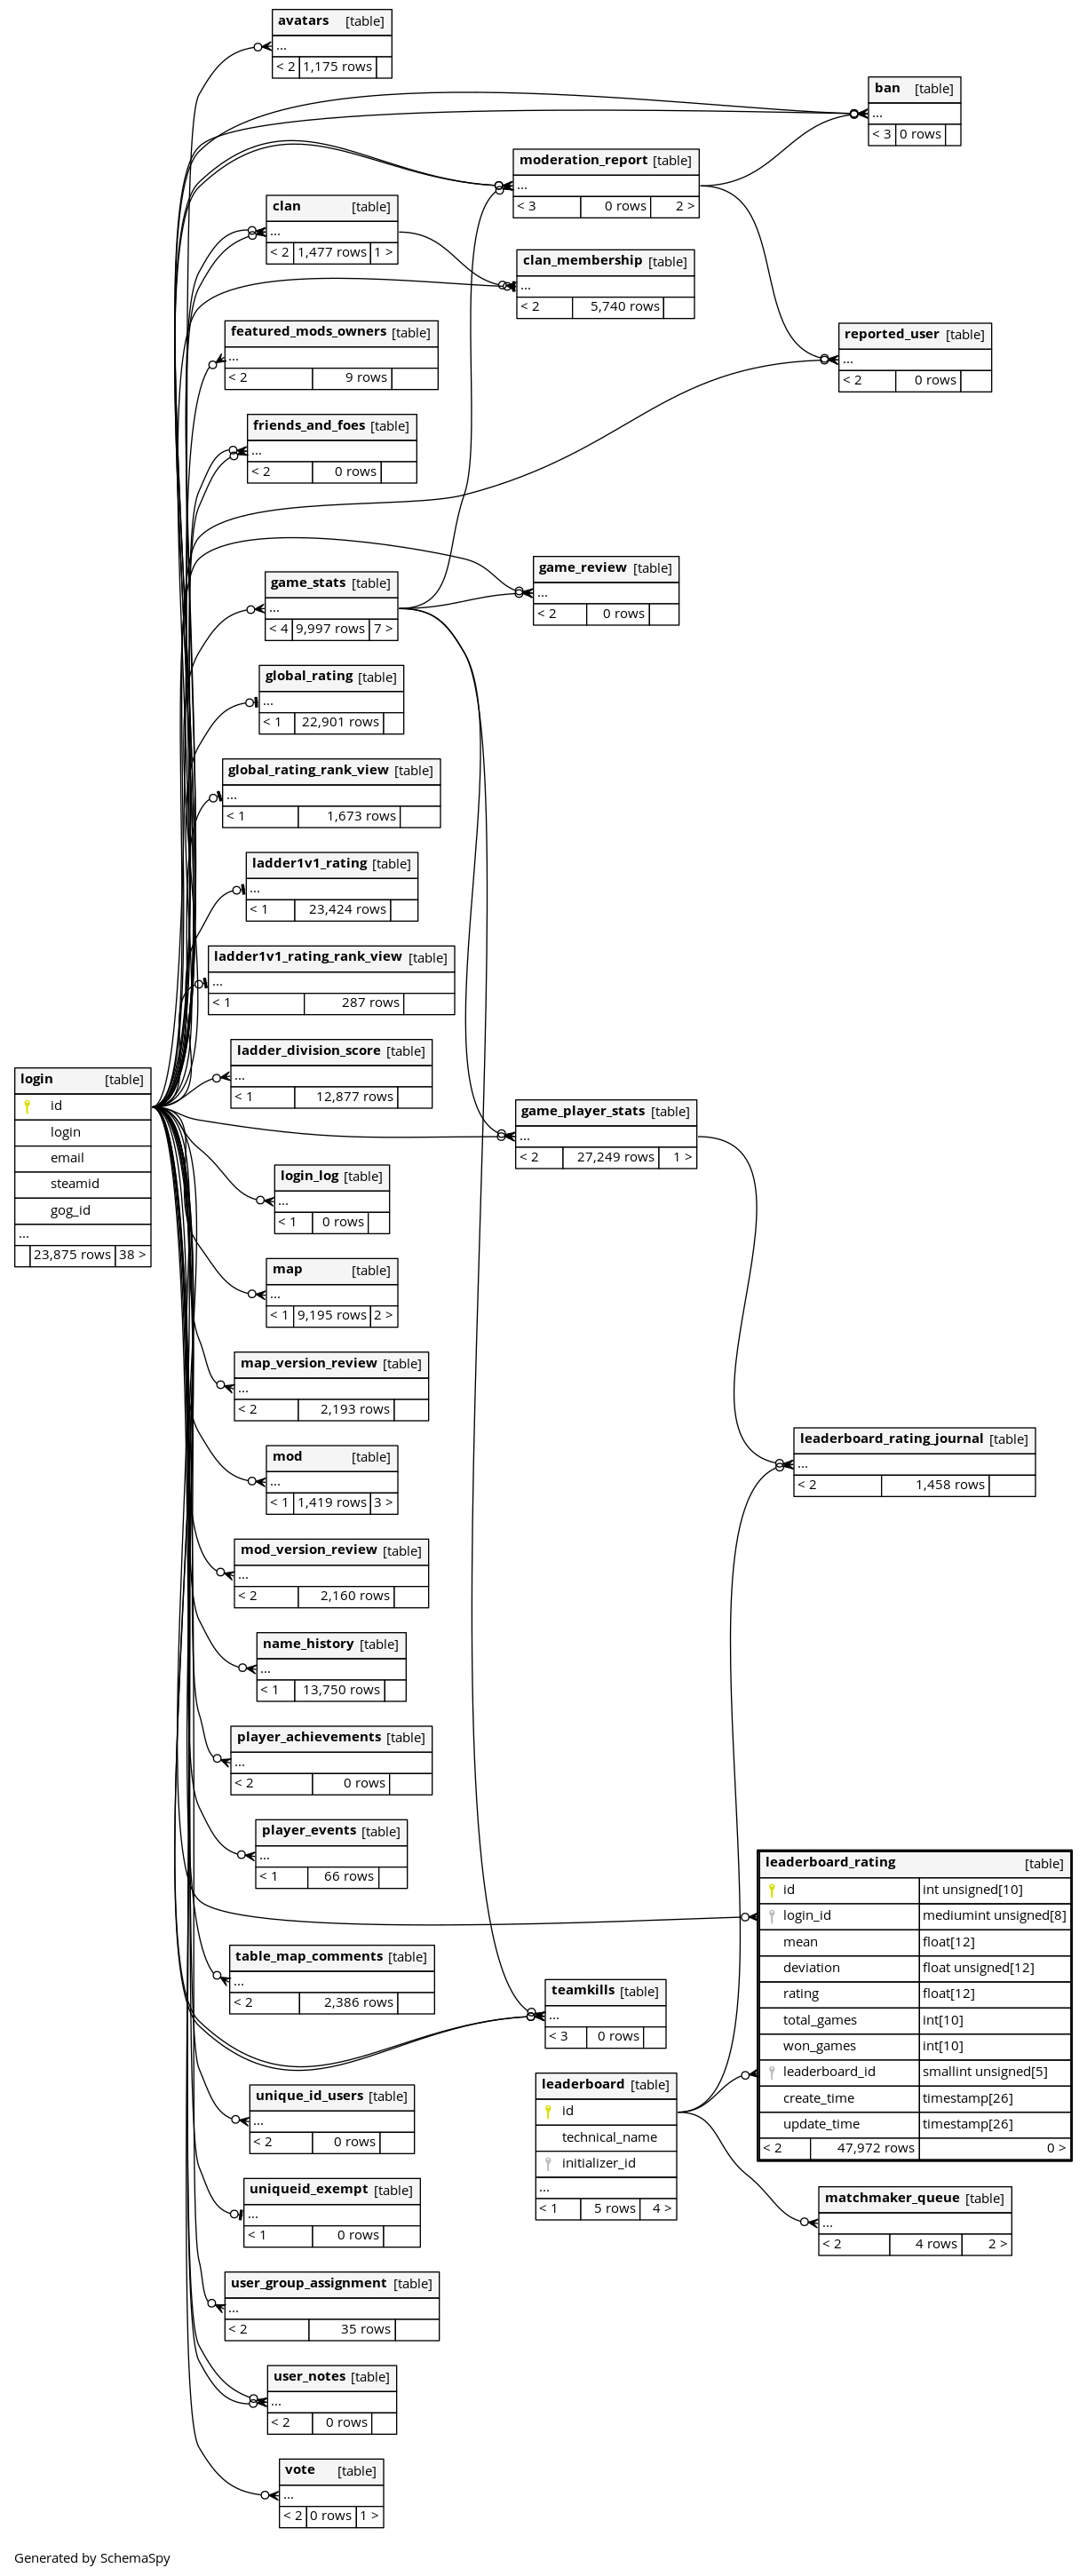 avatars [table]
...
< 2 1,175 rows
ban [table]
...
< 3 0 rows
moderation_report [table]
...
< 3 0 rows 2 >
clan [table]
...
< 2 1,477 rows 1 >
clan_membership [table]
...
< 2 5,740 rows
featured_mods_owners [table]
...
< 2 9 rows
reported_user [table]
...
< 2 0 rows
friends_and_foes [table]
...
< 2 0 rows
game_review [table]
...
< 2 0 rows
game_stats [table]
...
< 4 9,997 rows 7 >
global_rating [table]
...
< 1 22,901 rows
global_rating_rank_view [table]
...
< 1 1,673 rows
ladder1v1_rating [table]
...
< 1 23,424 rows
ladder1v1_rating_rank_view [table]
...
< 1 287 rows
ladder_division_score [table]
...
< 1 12,877 rows
login [table]
id
login
email
steamid
gog_id
...
23,875 rows 38 >
game_player_stats [table]
...
< 2 27,249 rows 1 >
login_log [table]
...
< 1 0 rows
map [table]
...
< 1 9,195 rows 2 >
map_version_review [table]
...
< 2 2,193 rows
leaderboard_rating_journal [table]
...
< 2 1,458 rows
mod [table]
...
< 1 1,419 rows 3 >
mod_version_review [table]
...
< 2 2,160 rows
name_history [table]
...
< 1 13,750 rows
player_achievements [table]
...
< 2 0 rows
player_events [table]
...
< 1 66 rows
leaderboard_rating [table]
id int unsigned[10]
login_id mediumint unsigned[8]
mean float[12]
deviation float unsigned[12]
rating float[12]
total_games int[10]
won_games int[10]
leaderboard_id smallint unsigned[5]
create_time timestamp[26]
update_time timestamp[26]
< 2 47,972 rows 0 >
table_map_comments [table]
...
< 2 2,386 rows
teamkills [table]
...
< 3 0 rows
leaderboard [table]
id
technical_name
initializer_id
...
< 1 5 rows 4 >
unique_id_users [table]
...
< 2 0 rows
uniqueid_exempt [table]
...
< 1 0 rows
matchmaker_queue [table]
...
< 2 4 rows 2 >
user_group_assignment [table]
...
< 2 35 rows
user_notes [table]
...
< 2 0 rows
vote [table]
...
< 2 0 rows 1 >
Generated by SchemaSpy